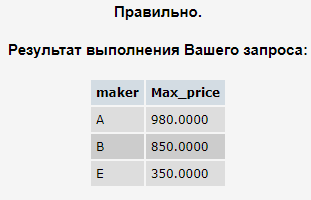 Правильно.
Результат выполнения Вашего запроса:
maker Max_price
A 980.0000
B 850.0000
E 350.0000